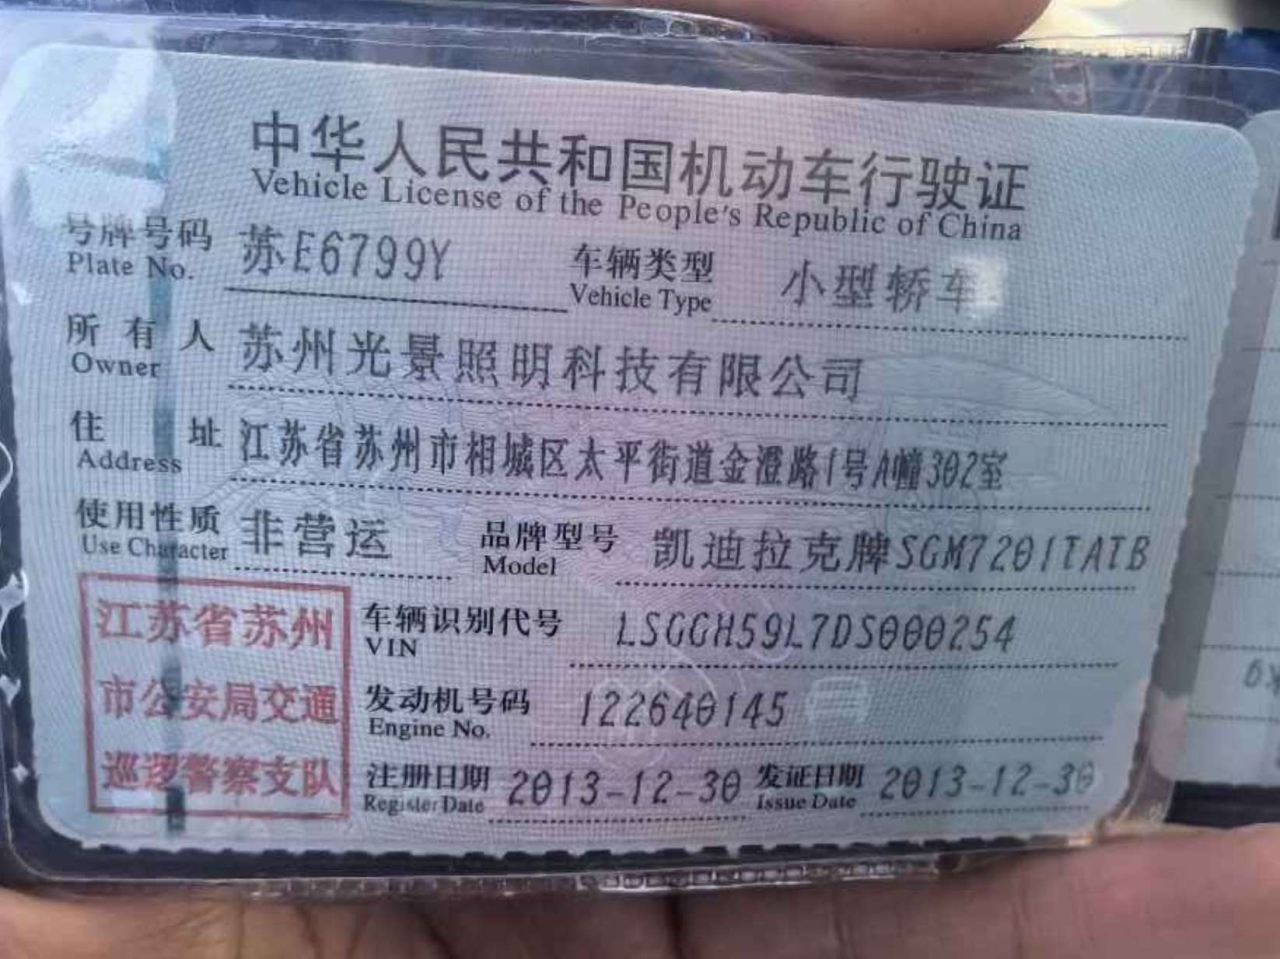 中华人民共和国机动车行驶证
Vehicle License of the People's Republic of China
号牌号码 苏E6799Y 车辆类型 小型轿车
Plate No. Vehicle Type
所有人 苏州光景照明科技有限公司
Owner
住址 江苏省苏州市相城区太平街道金澄路1号A幢302室
Address
使用性质 非营运 品牌型号 凯迪拉克牌SGM7201TATB
Use Character Model
江苏省苏州
市公安局交通
巡逻警察支队
车辆识别代号 LSGGH59L7DS000254
VIN
发动机号码 122640145
Engine No.
注册日期 2013-12-30 发证日期 2013-12-30
Register Date Issue Date